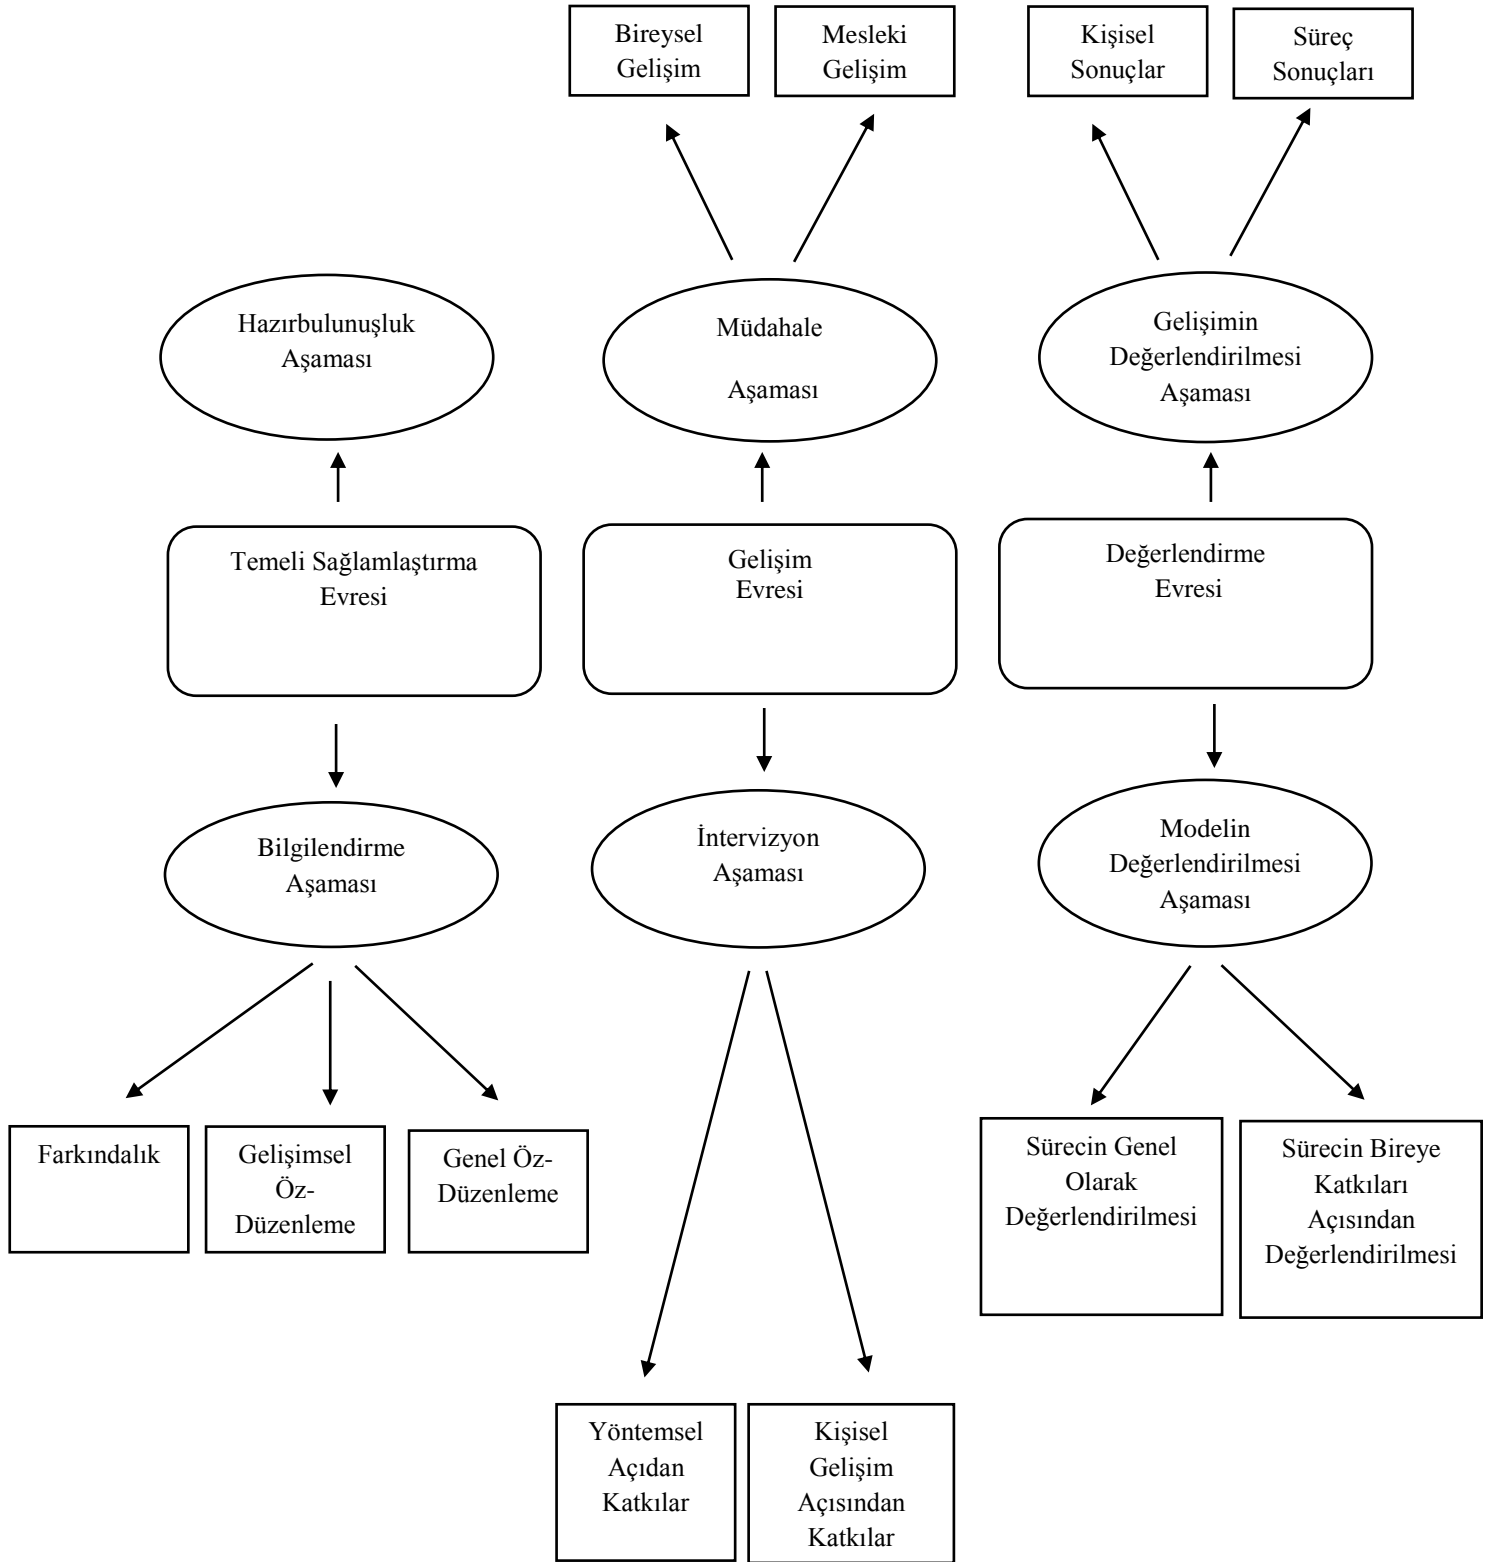 Bireysel
Gelişim
Mesleki
Gelişim
Kişisel
Sonuçlar
Süreç
Sonuçları
Hazırbulunuşluk
Aşaması
Müdahale
Aşaması
Gelişimin
Değerlendirilmesi
Aşaması
Temeli Sağlamlaştırma
Evresi
Gelişim
Evresi
Değerlendirme
Evresi
Bilgilendirme
Aşaması
İntervizyon
Aşaması
Modelin
Değerlendirilmesi
Aşaması
Farkındalık
Gelişimsel
Öz-
Düzenleme
Genel Öz-
Düzenleme
Sürecin Genel
Olarak
Değerlendirilmesi
Sürecin Bireye
Katkıları
Açısından
Değerlendirilmesi
Yöntemsel
Açıdan
Katkılar
Kişisel
Gelişim
Açısından
Katkılar